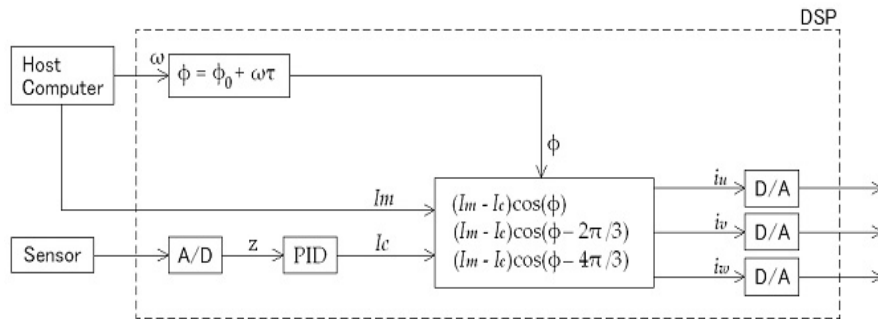 DSP
Host
Computer
ω
ϕ = ϕ0 + ωτ
ϕ
Im
(Im - Ic)cos(ϕ)
(Im - Ic)cos(ϕ - 2π/3)
(Im - Ic)cos(ϕ - 4π/3)
iu
D/A
iv
D/A
iw
D/A
Sensor
A/D
z
PID
Ic